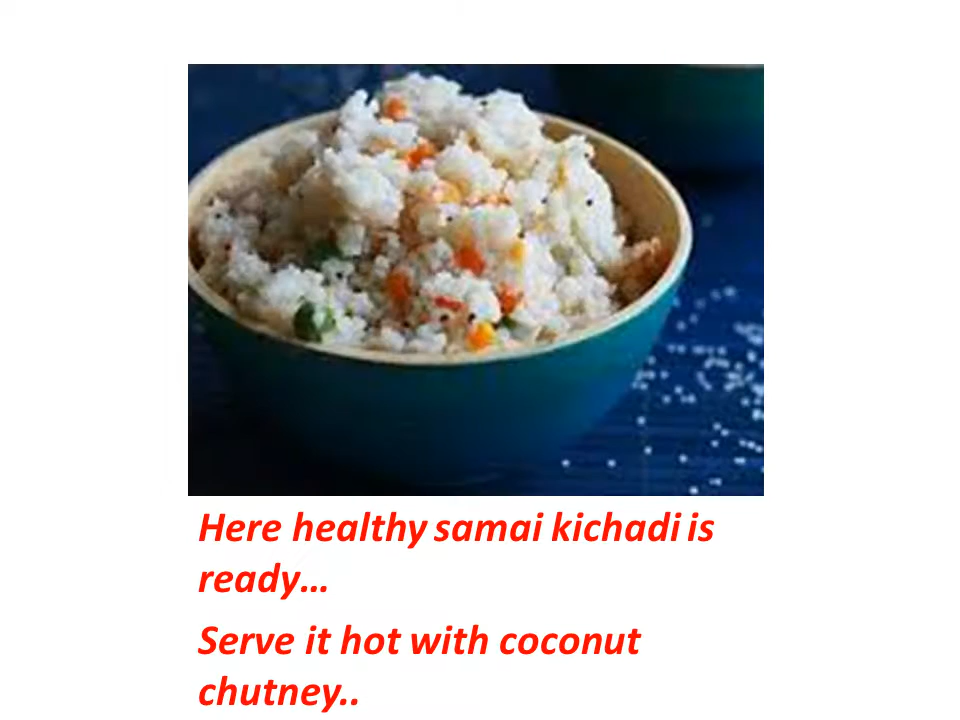 Here healthy samai kichadi is
ready…
Serve it hot with coconut
chutney..